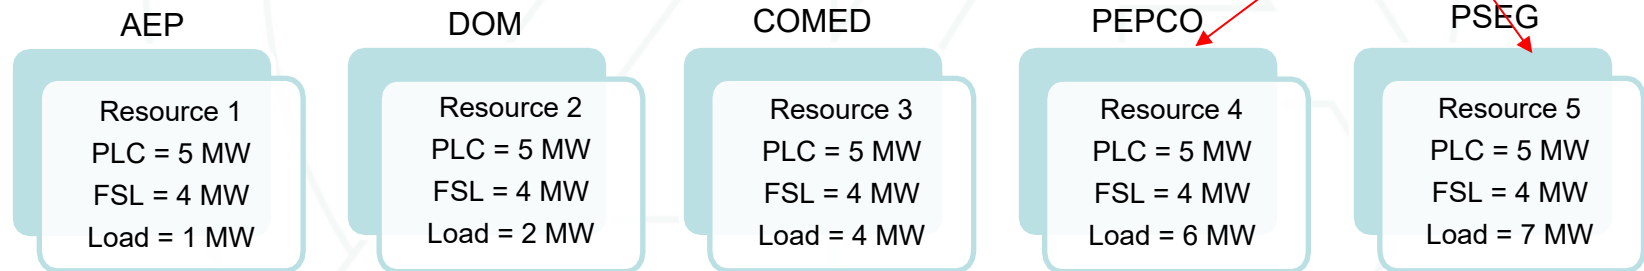 AEP
Resource 1
PLC = 5 MW
FSL = 4 MW
Load = 1 MW
DOM
Resource 2
PLC = 5 MW
FSL = 4 MW
Load = 2 MW
COMED
Resource 3
PLC = 5 MW
FSL = 4 MW
Load = 4 MW
PEPCO
Resource 4
PLC = 5 MW
FSL = 4 MW
Load = 6 MW
PSEG
Resource 5
PLC = 5 MW
FSL = 4 MW
Load = 7 MW